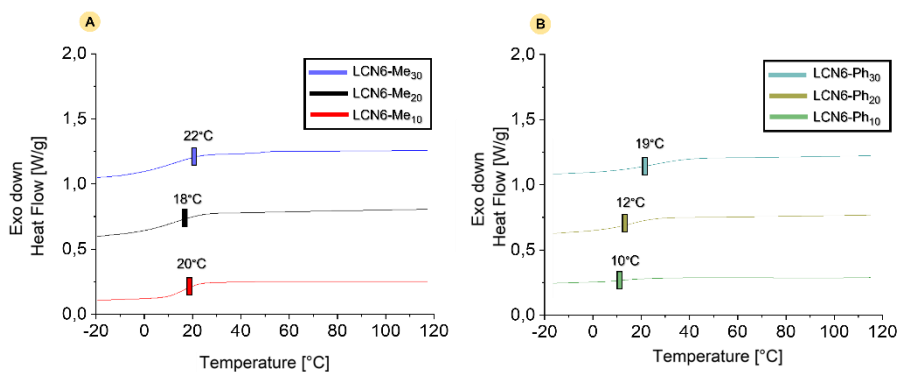 A
2,0
1,5
1,0
0,5
0,0
Exo down
Heat Flow [W/g]
LCN6-Me30
LCN6-Me20
LCN6-Me10
22°C
18°C
20°C
-20 0 20 40 60 80 100 120
Temperature [°C]
B
2,0
1,5
1,0
0,5
0,0
Exo down
Heat Flow [W/g]
LCN6-Ph30
LCN6-Ph20
LCN6-Ph10
19°C
12°C
10°C
-20 0 20 40 60 80 100 120
Temperature [°C]